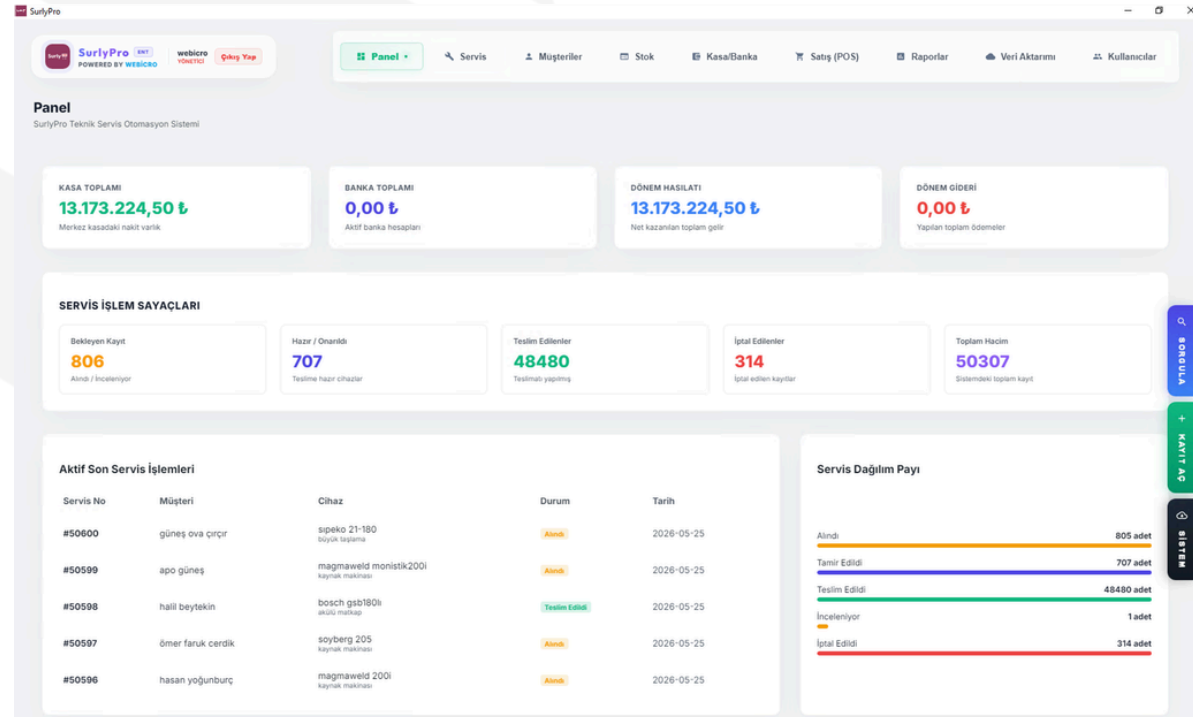 SurlyPro
SurlyPro
POWERED BY WEBICRO
webicro
YÖNETİCİ
Çıkış Yap
Panel
Servis
Müşteriler
Stok
Kasa/Banka
Satış (POS)
Raporlar
Veri Aktarımı
Kullanıcılar
Panel
SurlyPro Teknik Servis Otomasyon Sistemi
KASA TOPLAMI
13.173.224,50 ₺
Merkez kasadaki nakit varlık
BANKA TOPLAMI
0,00 ₺
Aktif banka hesapları
DÖNEM HASILATI
13.173.224,50 ₺
Net kazanılan toplam gelir
DÖNEM GİDERİ
0,00 ₺
Yapılan toplam ödemeler
SERVİS İŞLEM SAYAÇLARI
Bekleyen Kayıt
806
Alındı / İnceleniyor
Hazır / Onarıldı
707
Teslime hazır cihazlar
Teslim Edilenler
48480
Teslimatı yapılmış
İptal Edilenler
314
İptal edilen kayıtlar
Toplam Hacim
50307
Sistemdeki toplam kayıt
SORGULA
+ KAYIT AÇ
SİSTEM
Aktif Son Servis İşlemleri
Servis No Müşteri Cihaz Durum Tarih
#50600 güneş ova çırçır sipeko 21-180 Alındı 2026-05-25
büyük taşlama
#50599 apo güneş magmaweld monistik200i Alındı 2026-05-25
kaynak makinası
#50598 halil beytekin bosch gsb180lı Teslim Edildi 2026-05-25
akülü matkap
#50597 ömer faruk cerdik soyberg 205 Alındı 2026-05-25
kaynak makinası
#50596 hasan yoğunburç magmaweld 200i Alındı 2026-05-25
kaynak makinası
Servis Dağılım Payı
Alındı 805 adet
Tamir Edildi 707 adet
Teslim Edildi 48480 adet
İnceleniyor 1 adet
İptal Edildi 314 adet